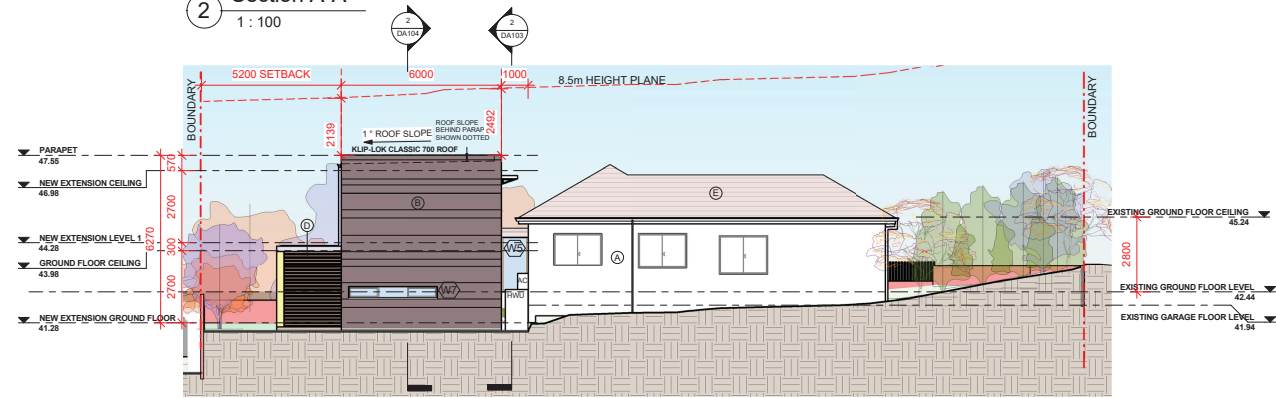 2
1 : 100
2
DA104
2
DA103
5200 SETBACK
6000
1000
8.5m HEIGHT PLANE
BOUNDARY
BOUNDARY
2139
2492
1° ROOF SLOPE
ROOF SLOPE
BEHIND PARAP
SHOWN DOTTED
KLIP-LOK CLASSIC 700 ROOF
PARAPET
47.55
570
NEW EXTENSION CEILING
46.98
2700
6270
NEW EXTENSION LEVEL 1
44.28
300
GROUND FLOOR CEILING
43.98
2700
NEW EXTENSION GROUND FLOOR
41.28
B
D
E
A
W5
W7
AC
HWU
EXISTING GROUND FLOOR CEILING
45.24
2800
EXISTING GROUND FLOOR LEVEL
42.44
EXISTING GARAGE FLOOR LEVEL
41.94